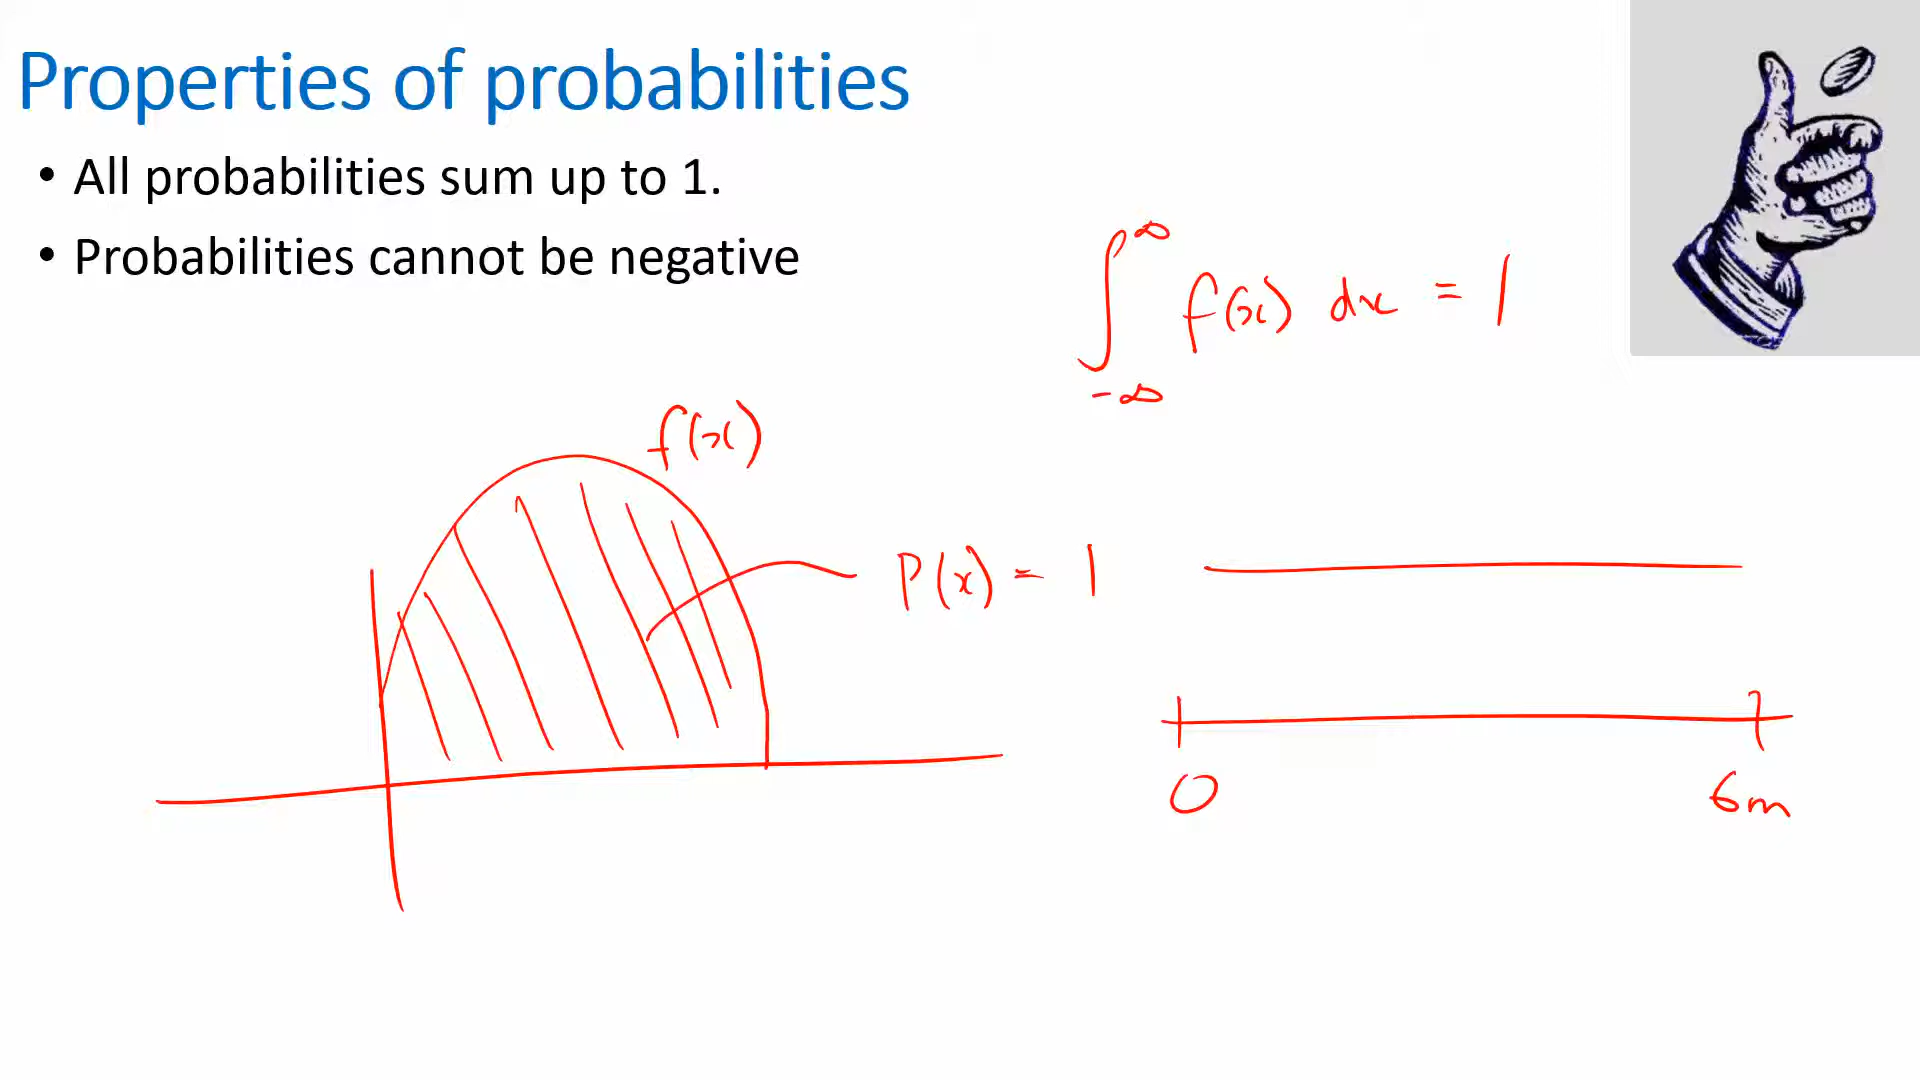 Properties of probabilities
• All probabilities sum up to 1.
• Probabilities cannot be negative
∫_{-∞}^{∞} f(x) dx = 1
f(x)
P(x) = 1
0 6m